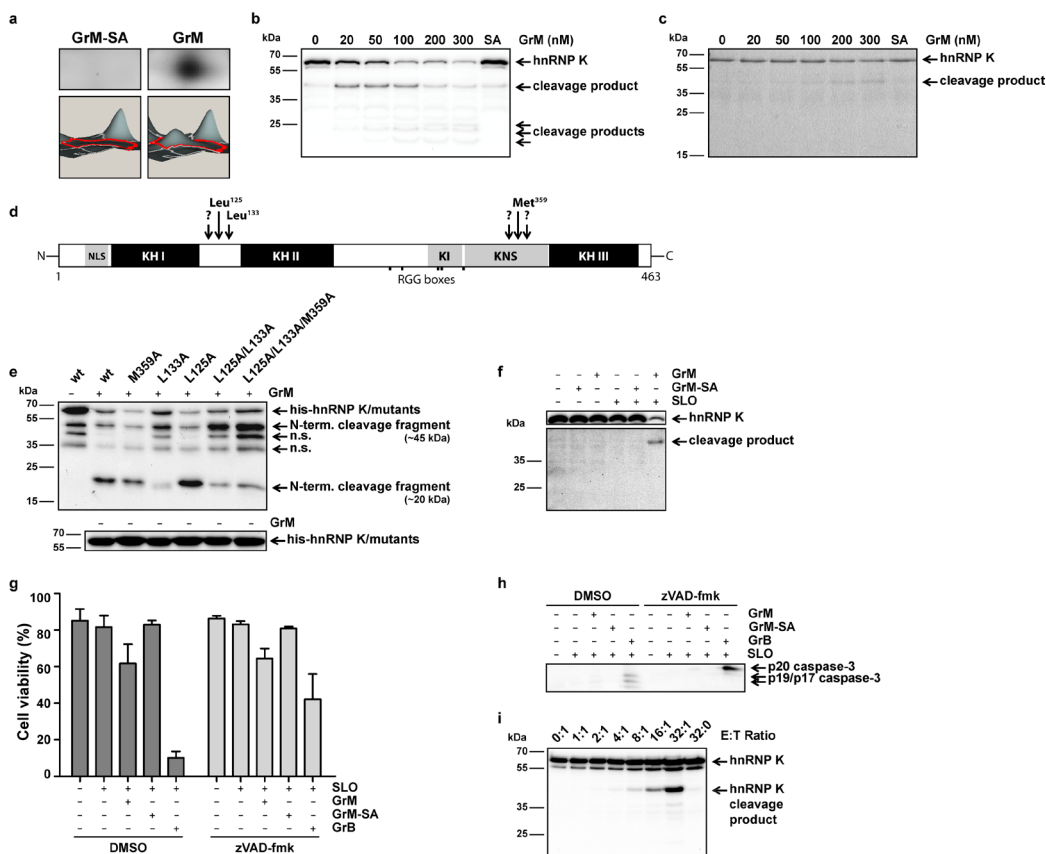 a
GrM-SA GrM
b
kDa 0 20 50 100 200 300 SA GrM (nM)
70
55
35
25
hnRNP K
cleavage product
cleavage products
c
kDa 0 20 50 100 200 300 SA GrM (nM)
70
55
35
25
15
hnRNP K
cleavage product
d
? Leu125 Leu133
? Met359 ?
N NLS KH I KH II KI KNS KH III C
1 RGG boxes 463
e
wt wt M359A L133A L125A L125A/L133A L125A/L133A/M359A
kDa - + + + + + + GrM
70
55
35
25
15
his-hnRNP K/mutants
N-term. cleavage fragment
(~45 kDa)
n.s.
n.s.
N-term. cleavage fragment
(~20 kDa)
- - - - - - GrM
70
55
his-hnRNP K/mutants
f
- - + - - + GrM
- + - - + - GrM-SA
- - - + + + SLO
kDa
35
25
hnRNP K
cleavage product
g
Cell viability (%)
100
80
60
40
80
0
- + + + + - + + + + SLO
- - + - - - - + - - GrM
- - - + - - - - + - GrM-SA
- - - - + - - - - + GrB
DMSO zVAD-fmk
h
DMSO zVAD-fmk
- - + - - - - + - - GrM
- - - + - - - - + - GrM-SA
- - - - + - - - - + GrB
- + + + + - + + + + SLO
p20 caspase-3
p19/p17 caspase-3
i
kDa 0:1 1:1 2:1 4:1 8:1 16:1 32:1 32:0 E:T Ratio
70
55
35
25
hnRNP K
hnRNP K
cleavage
product